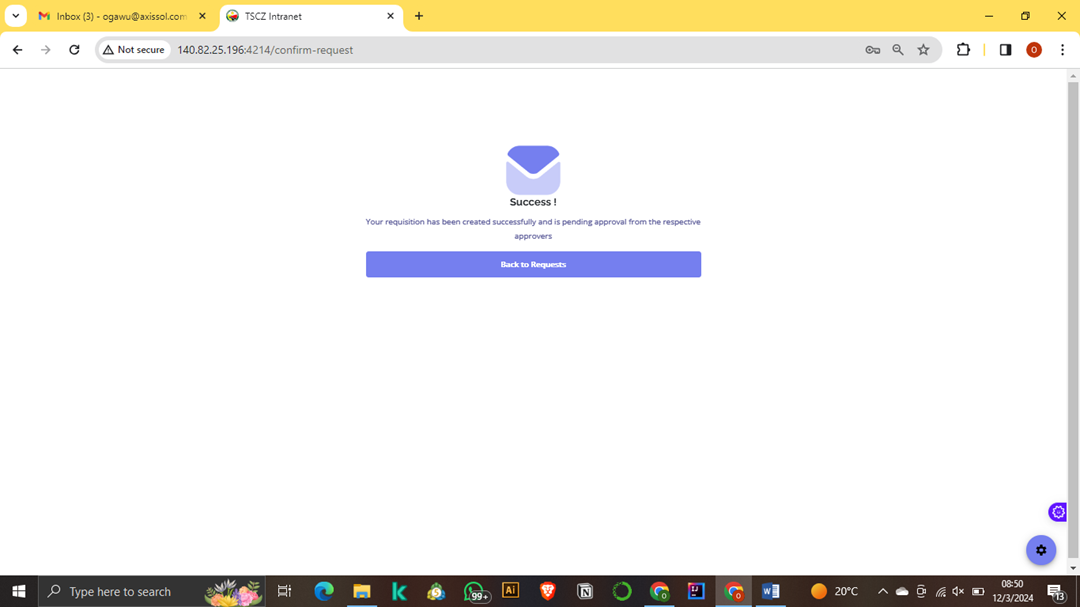 Inbox (3) - ogawu@axissol.com
TSCZ Intranet
Not secure
140.82.25.196:4214/confirm-request
O
Success !
Your requisition has been created successfully and is pending approval from the respective
approvers
Back to Requests
Type here to search
99+
Ai
20°C
08:50
12/3/2024
13